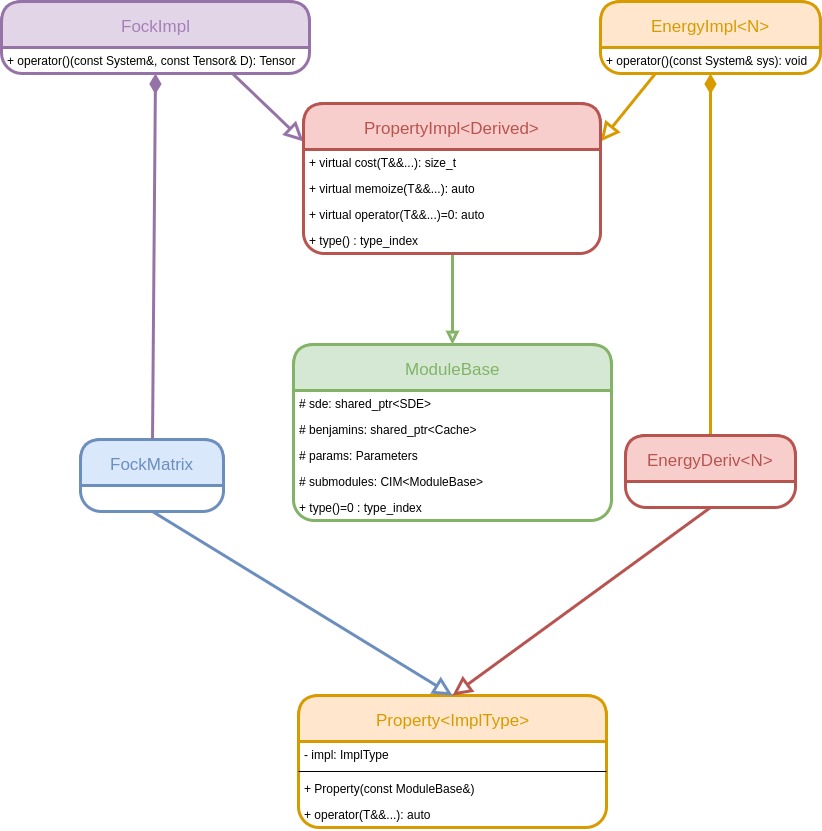 FockImpl
+ operator()(const System&, const Tensor& D): Tensor
EnergyImpl<N>
+ operator()(const System& sys): void
PropertyImpl<Derived>
+ virtual cost(T&&...): size_t
+ virtual memoize(T&&...): auto
+ virtual operator(T&&...)=0: auto
+ type() : type_index
ModuleBase
# sde: shared_ptr<SDE>
# benjamins: shared_ptr<Cache>
# params: Parameters
# submodules: CIM<ModuleBase>
+ type()=0 : type_index
FockMatrix
EnergyDeriv<N>
Property<ImplType>
- impl: ImplType
+ Property(const ModuleBase&)
+ operator(T&&...): auto